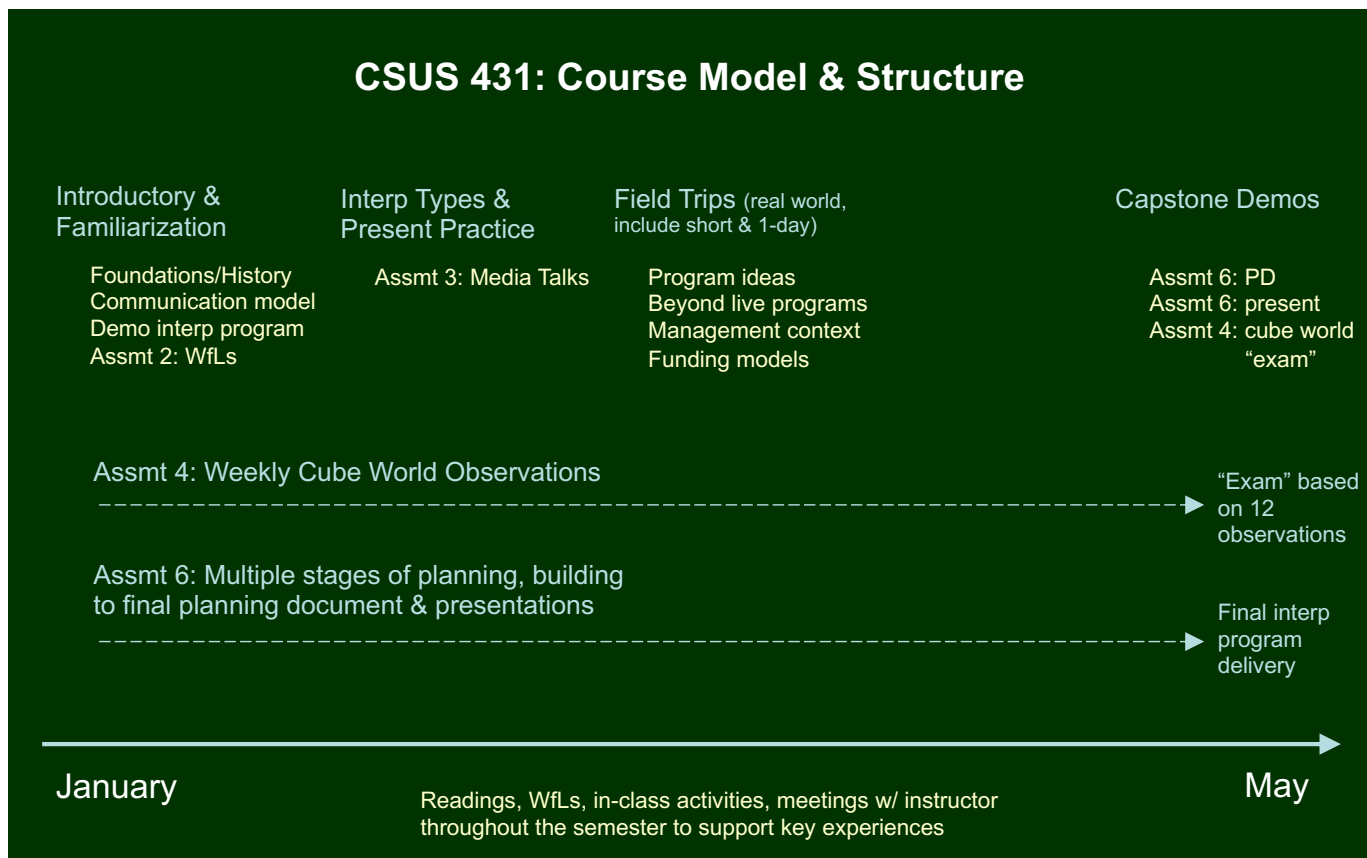 CSUS 431: Course Model & Structure
Introductory &
Familiarization
Foundations/History
Communication model
Demo interp program
Assmt 2: WfLs
Interp Types &
Present Practice
Assmt 3: Media Talks
Field Trips (real world,
include short & 1-day)
Program ideas
Beyond live programs
Management context
Funding models
Capstone Demos
Assmt 6: PD
Assmt 6: present
Assmt 4: cube world
“exam”
Assmt 4: Weekly Cube World Observations
“Exam” based
on 12
observations
Assmt 6: Multiple stages of planning, building
to final planning document & presentations
Final interp
program
delivery
January
May
Readings, WfLs, in-class activities, meetings w/ instructor
throughout the semester to support key experiences